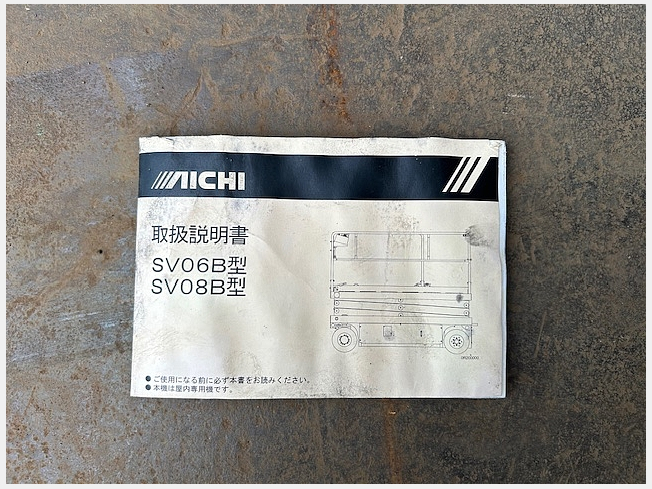 AICHI
取扱説明書
SV06B型
SV08B型
●ご使用になる前に必ず本書をお読みください。
●本機は屋内専用機です。